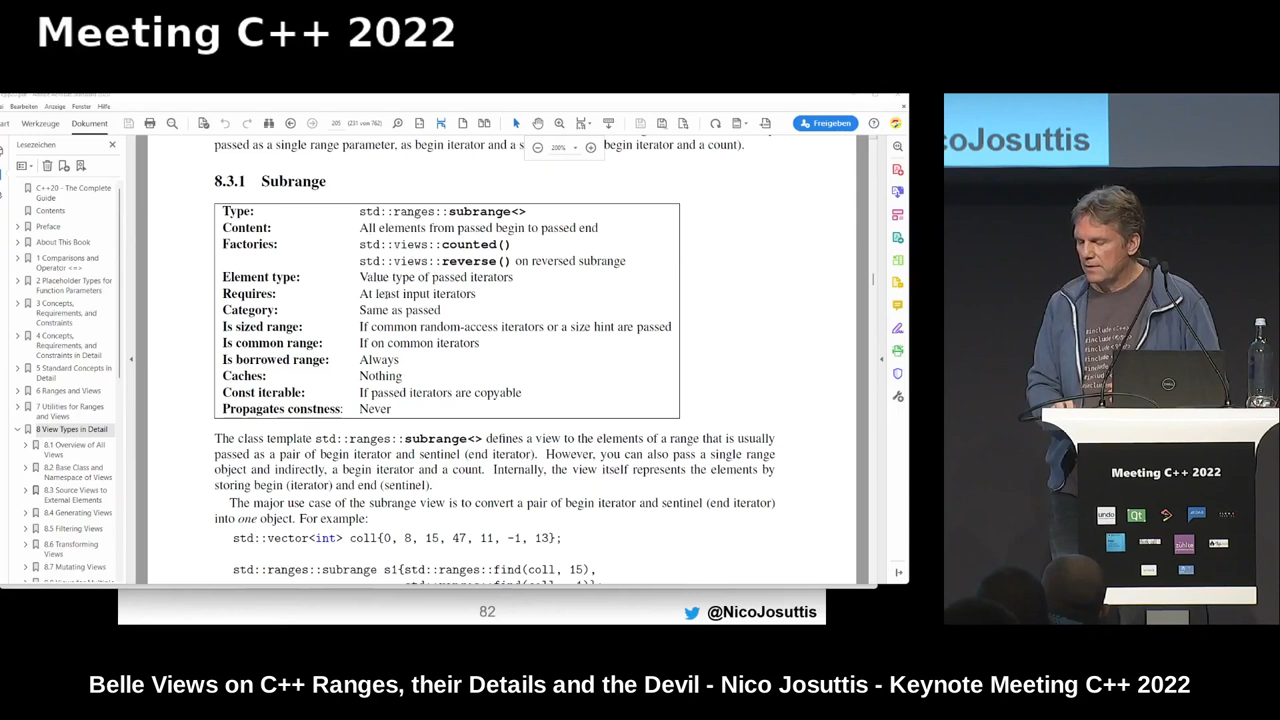 Meeting C++ 2022
Bearbeiten Anzeige Fenster Hilfe
Werkzeuge Dokument
205 (231 von 762)
Freigeben
Lesezeichen
200%
C++20 - The Complete
Guide
Contents
Preface
About This Book
1 Comparisons and
Operator <=>
2 Placeholder Types for
Function Parameters
3 Concepts,
Requirements, and
Constraints
4 Concepts,
Requirements, and
Constraints in Detail
5 Standard Concepts in
Detail
6 Ranges and Views
7 Utilities for Ranges
and Views
8 View Types in Detail
8.1 Overview of All
Views
8.2 Base Class and
Namespace of Views
8.3 Source Views to
External Elements
8.4 Generating Views
8.5 Filtering Views
8.6 Transforming
Views
8.7 Mutating Views
passed as a single range parameter, as begin iterator and a s begin iterator and a count).
8.3.1 Subrange
Type: std::ranges::subrange<>
Content: All elements from passed begin to passed end
Factories: std::views::counted()
std::views::reverse() on reversed subrange
Element type: Value type of passed iterators
Requires: At least input iterators
Category: Same as passed
Is sized range: If common random-access iterators or a size hint are passed
Is common range: If on common iterators
Is borrowed range: Always
Caches: Nothing
Const iterable: If passed iterators are copyable
Propagates constness: Never
The class template std::ranges::subrange<> defines a view to the elements of a range that is usually
passed as a pair of begin iterator and sentinel (end iterator). However, you can also pass a single range
object and indirectly, a begin iterator and a count. Internally, the view itself represents the elements by
storing begin (iterator) and end (sentinel).
The major use case of the subrange view is to convert a pair of begin iterator and sentinel (end iterator)
into one object. For example:
std::vector<int> coll{0, 8, 15, 47, 11, -1, 13};
std::ranges::subrange s1{std::ranges::find(coll, 15),
82
@NicoJosuttis
coJosuttis
#include
DELL
Meeting C++ 2022
undo
Qt
zühlke
Belle Views on C++ Ranges, their Details and the Devil - Nico Josuttis - Keynote Meeting C++ 2022